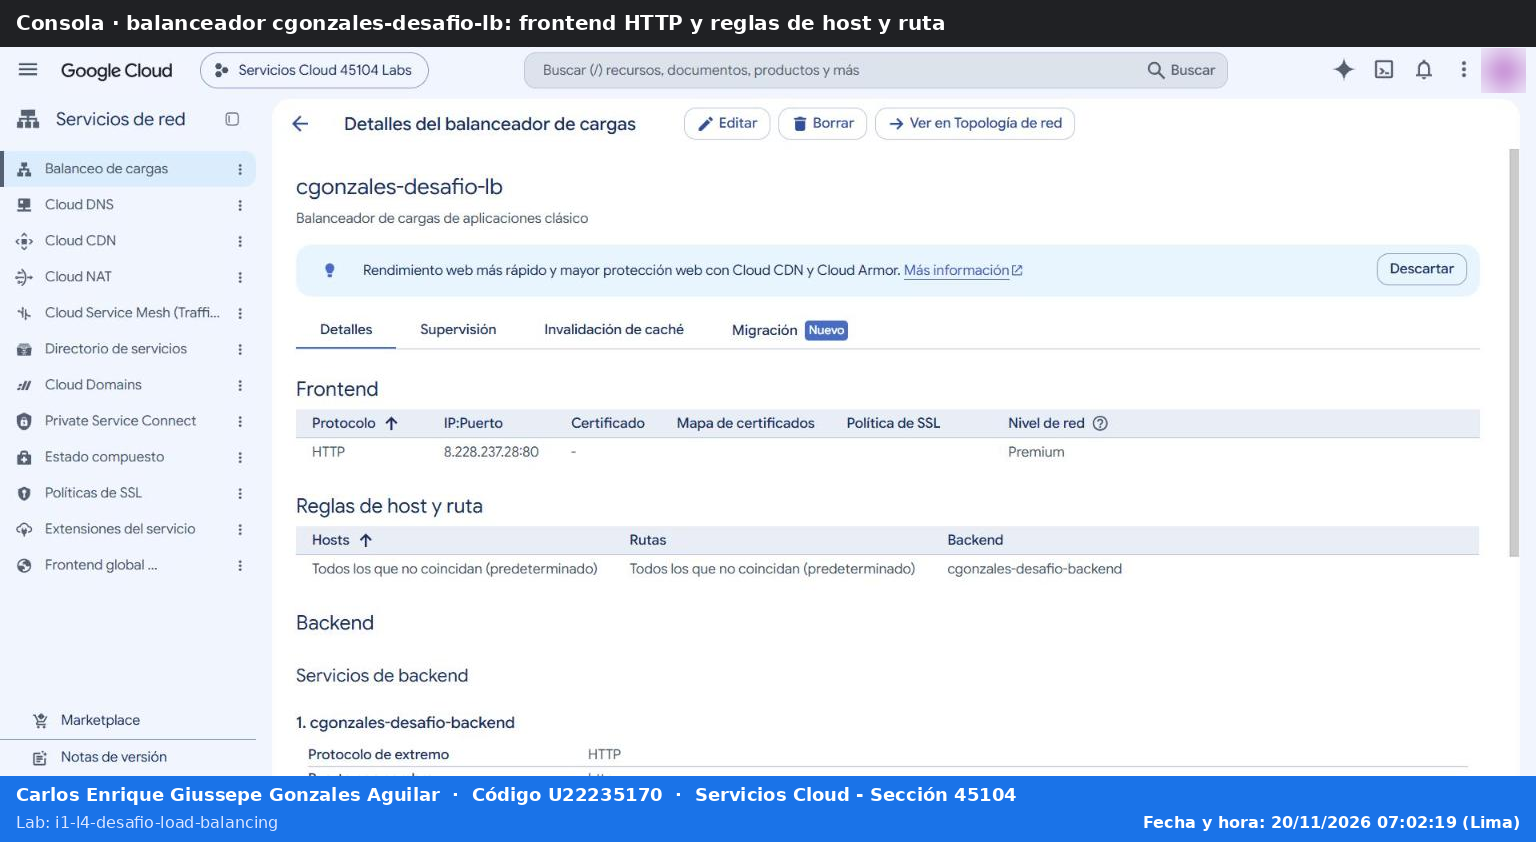 Consola · balanceador cgonzales-desafio-lb: frontend HTTP y reglas de host y ruta
Google Cloud
Servicios Cloud 45104 Labs
Buscar (/) recursos, documentos, productos y más
Buscar
Servicios de red
Balanceo de cargas
Cloud DNS
Cloud CDN
Cloud NAT
Cloud Service Mesh (Traffi...
Directorio de servicios
Cloud Domains
Private Service Connect
Estado compuesto
Políticas de SSL
Extensiones del servicio
Frontend global ...
Marketplace
Notas de versión
Detalles del balanceador de cargas
Editar
Borrar
Ver en Topología de red
cgonzales-desafio-lb
Balanceador de cargas de aplicaciones clásico
Rendimiento web más rápido y mayor protección web con Cloud CDN y Cloud Armor. Más información
Descartar
Detalles Supervisión Invalidación de caché Migración Nuevo
Frontend
Protocolo IP:Puerto Certificado Mapa de certificados Política de SSL Nivel de red
HTTP 8.228.237.28:80 - Premium
Reglas de host y ruta
Hosts Rutas Backend
Todos los que no coincidan (predeterminado) Todos los que no coincidan (predeterminado) cgonzales-desafio-backend
Backend
Servicios de backend
1. cgonzales-desafio-backend
Protocolo de extremo HTTP
Carlos Enrique Giussepe Gonzales Aguilar · Código U22235170 · Servicios Cloud - Sección 45104
Lab: i1-l4-desafio-load-balancing
Fecha y hora: 20/11/2026 07:02:19 (Lima)